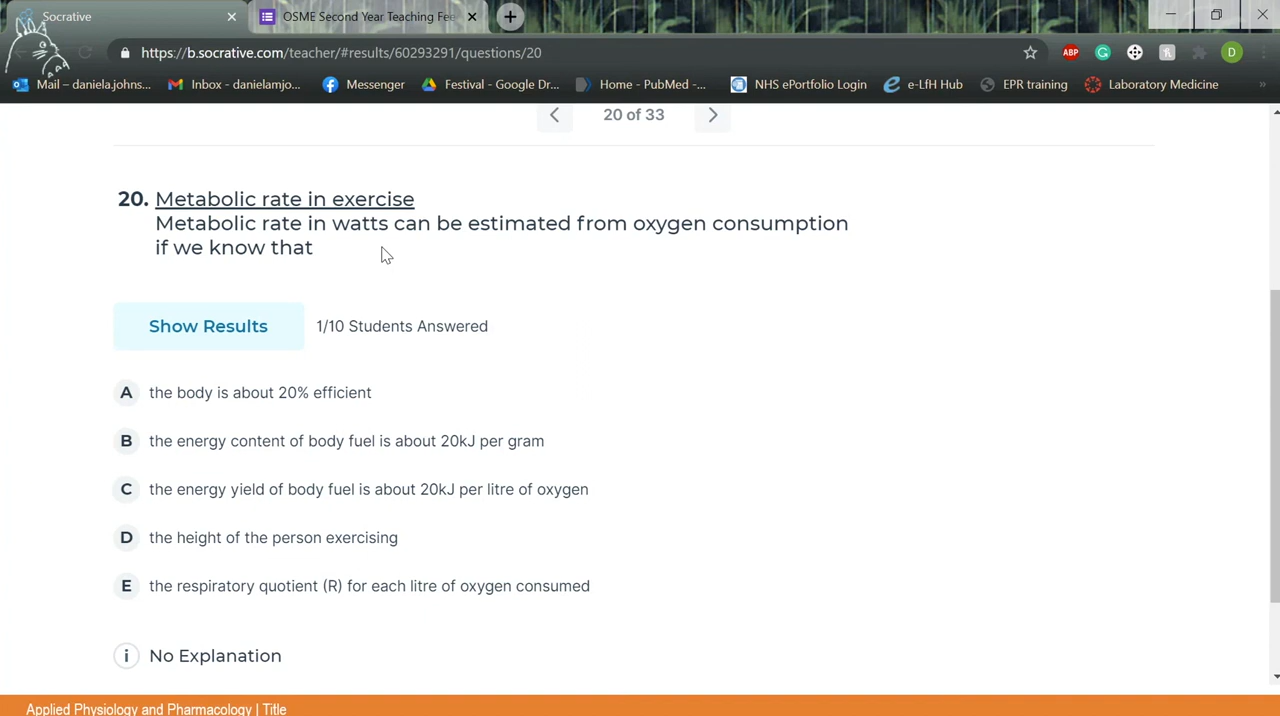 Socrative
OSME Second Year Teaching Fee
https://b.socrative.com/teacher/#results/60293291/questions/20
ABP
D
Mail – daniela.johns... Inbox - danielamjo... Messenger Festival - Google Dr... Home - PubMed -... NHS ePortfolio Login e-LfH Hub EPR training Laboratory Medicine »
20 of 33
20. Metabolic rate in exercise
Metabolic rate in watts can be estimated from oxygen consumption
if we know that
Show Results 1/10 Students Answered
A the body is about 20% efficient
B the energy content of body fuel is about 20kJ per gram
C the energy yield of body fuel is about 20kJ per litre of oxygen
D the height of the person exercising
E the respiratory quotient (R) for each litre of oxygen consumed
i No Explanation
Applied Physiology and Pharmacology | Title